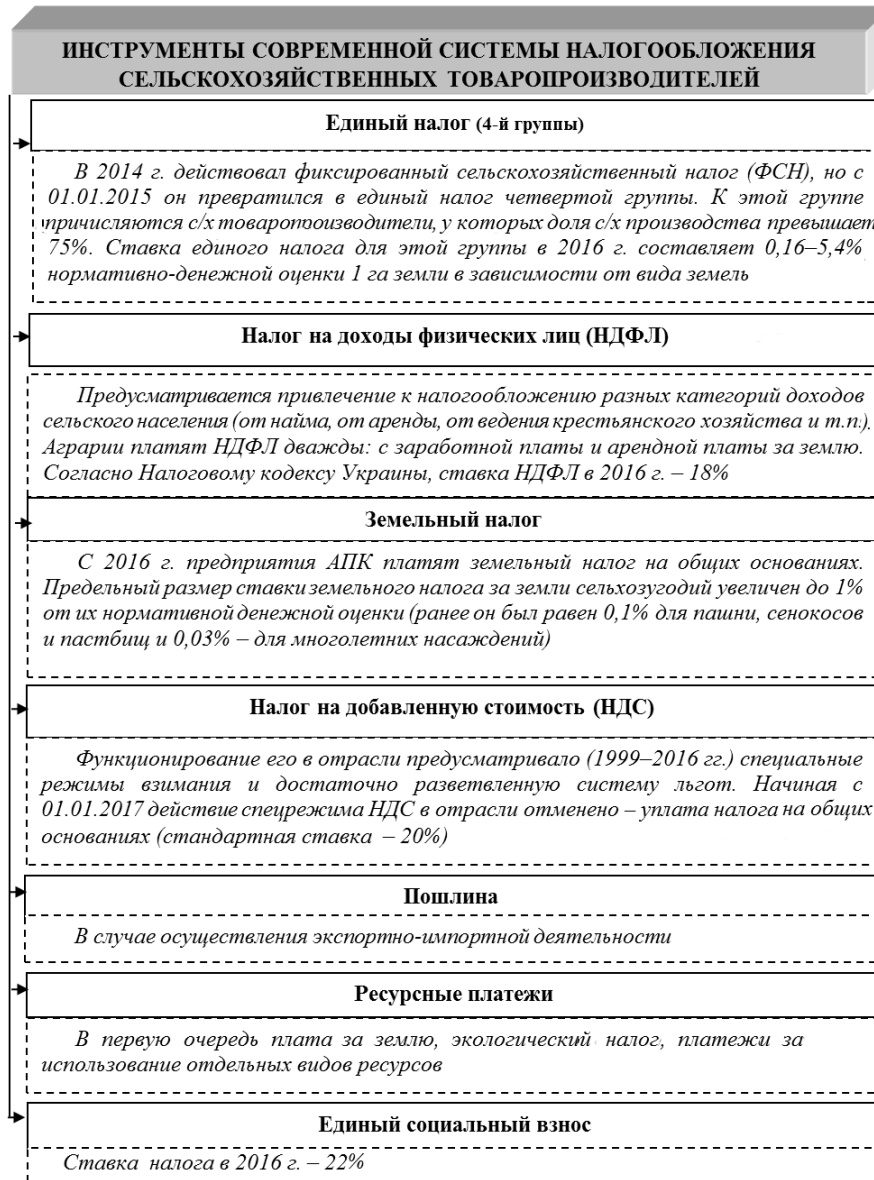 ИНСТРУМЕНТЫ СОВРЕМЕННОЙ СИСТЕМЫ НАЛОГООБЛОЖЕНИЯ
СЕЛЬСКОХОЗЯЙСТВЕННЫХ ТОВАРОПРОИЗВОДИТЕЛЕЙ
Единый налог (4-й группы)
В 2014 г. действовал фиксированный сельскохозяйственный налог (ФСН), но с
01.01.2015 он превратился в единый налог четвертой группы. К этой группе
причисляются с/х товаропроизводители, у которых доля с/х производства превышает
75%. Ставка единого налога для этой группы в 2016 г. составляет 0,16–5,4%
нормативно-денежной оценки 1 га земли в зависимости от вида земель
Налог на доходы физических лиц (НДФЛ)
Предусматривается привлечение к налогообложению разных категорий доходов
сельского населения (от найма, от аренды, от ведения крестьянского хозяйства и т.п.).
Аграрии платят НДФЛ дважды: с заработной платы и арендной платы за землю.
Согласно Налоговому кодексу Украины, ставка НДФЛ в 2016 г. – 18%
Земельный налог
С 2016 г. предприятия АПК платят земельный налог на общих основаниях.
Предельный размер ставки земельного налога за земли сельхозугодий увеличен до 1%
от их нормативной денежной оценки (ранее он был равен 0,1% для пашни, сенокосов
и пастбищ и 0,03% – для многолетних насаждений)
Налог на добавленную стоимость (НДС)
Функционирование его в отрасли предусматривало (1999–2016 гг.) специальные
режимы взимания и достаточно разветвленную систему льгот. Начиная с
01.01.2017 действие спецрежима НДС в отрасли отменено – уплата налога на общих
основаниях (стандартная ставка – 20%)
Пошлина
В случае осуществления экспортно-импортной деятельности
Ресурсные платежи
В первую очередь плата за землю, экологический налог, платежи за
использование отдельных видов ресурсов
Единый социальный взнос
Ставка налога в 2016 г. – 22%